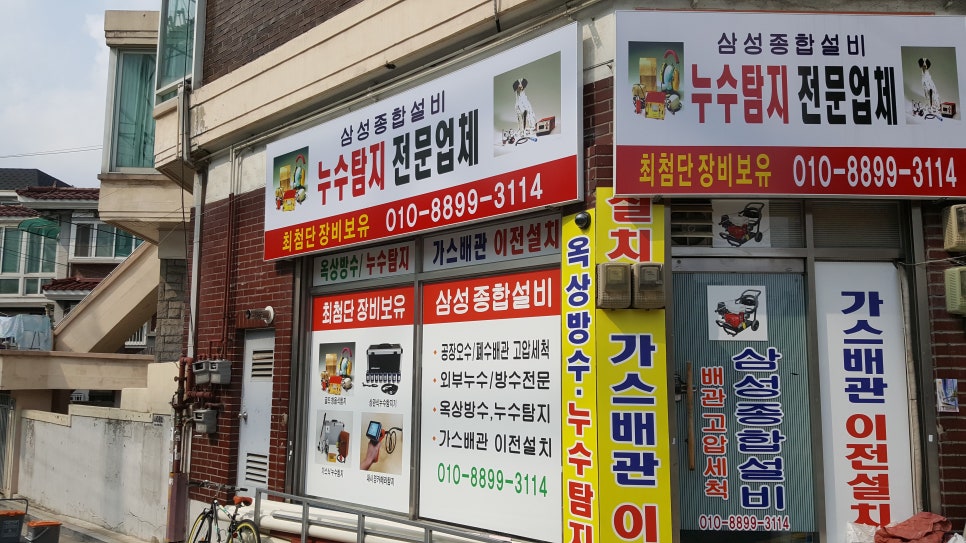 삼성종합설비
누수탐지 전문업체
최첨단 장비보유 010-8899-3114
삼성종합설비
누수탐지 전문업체
최첨단 장비보유 010-8899-3114
옥상방수/누수탐지
가스배관 이전설치
최첨단 장비보유
삼성종합설비
· 공장오수/폐수배관 고압세척
· 외부누수/방수전문
· 옥상방수,누수탐지
· 가스배관 이전설치
010-8899-3114
옥상방수·누수탐지
설치
가스배관 이
배관고압세척
삼성종합설비
010-8899-3114
가스배관 이전설치